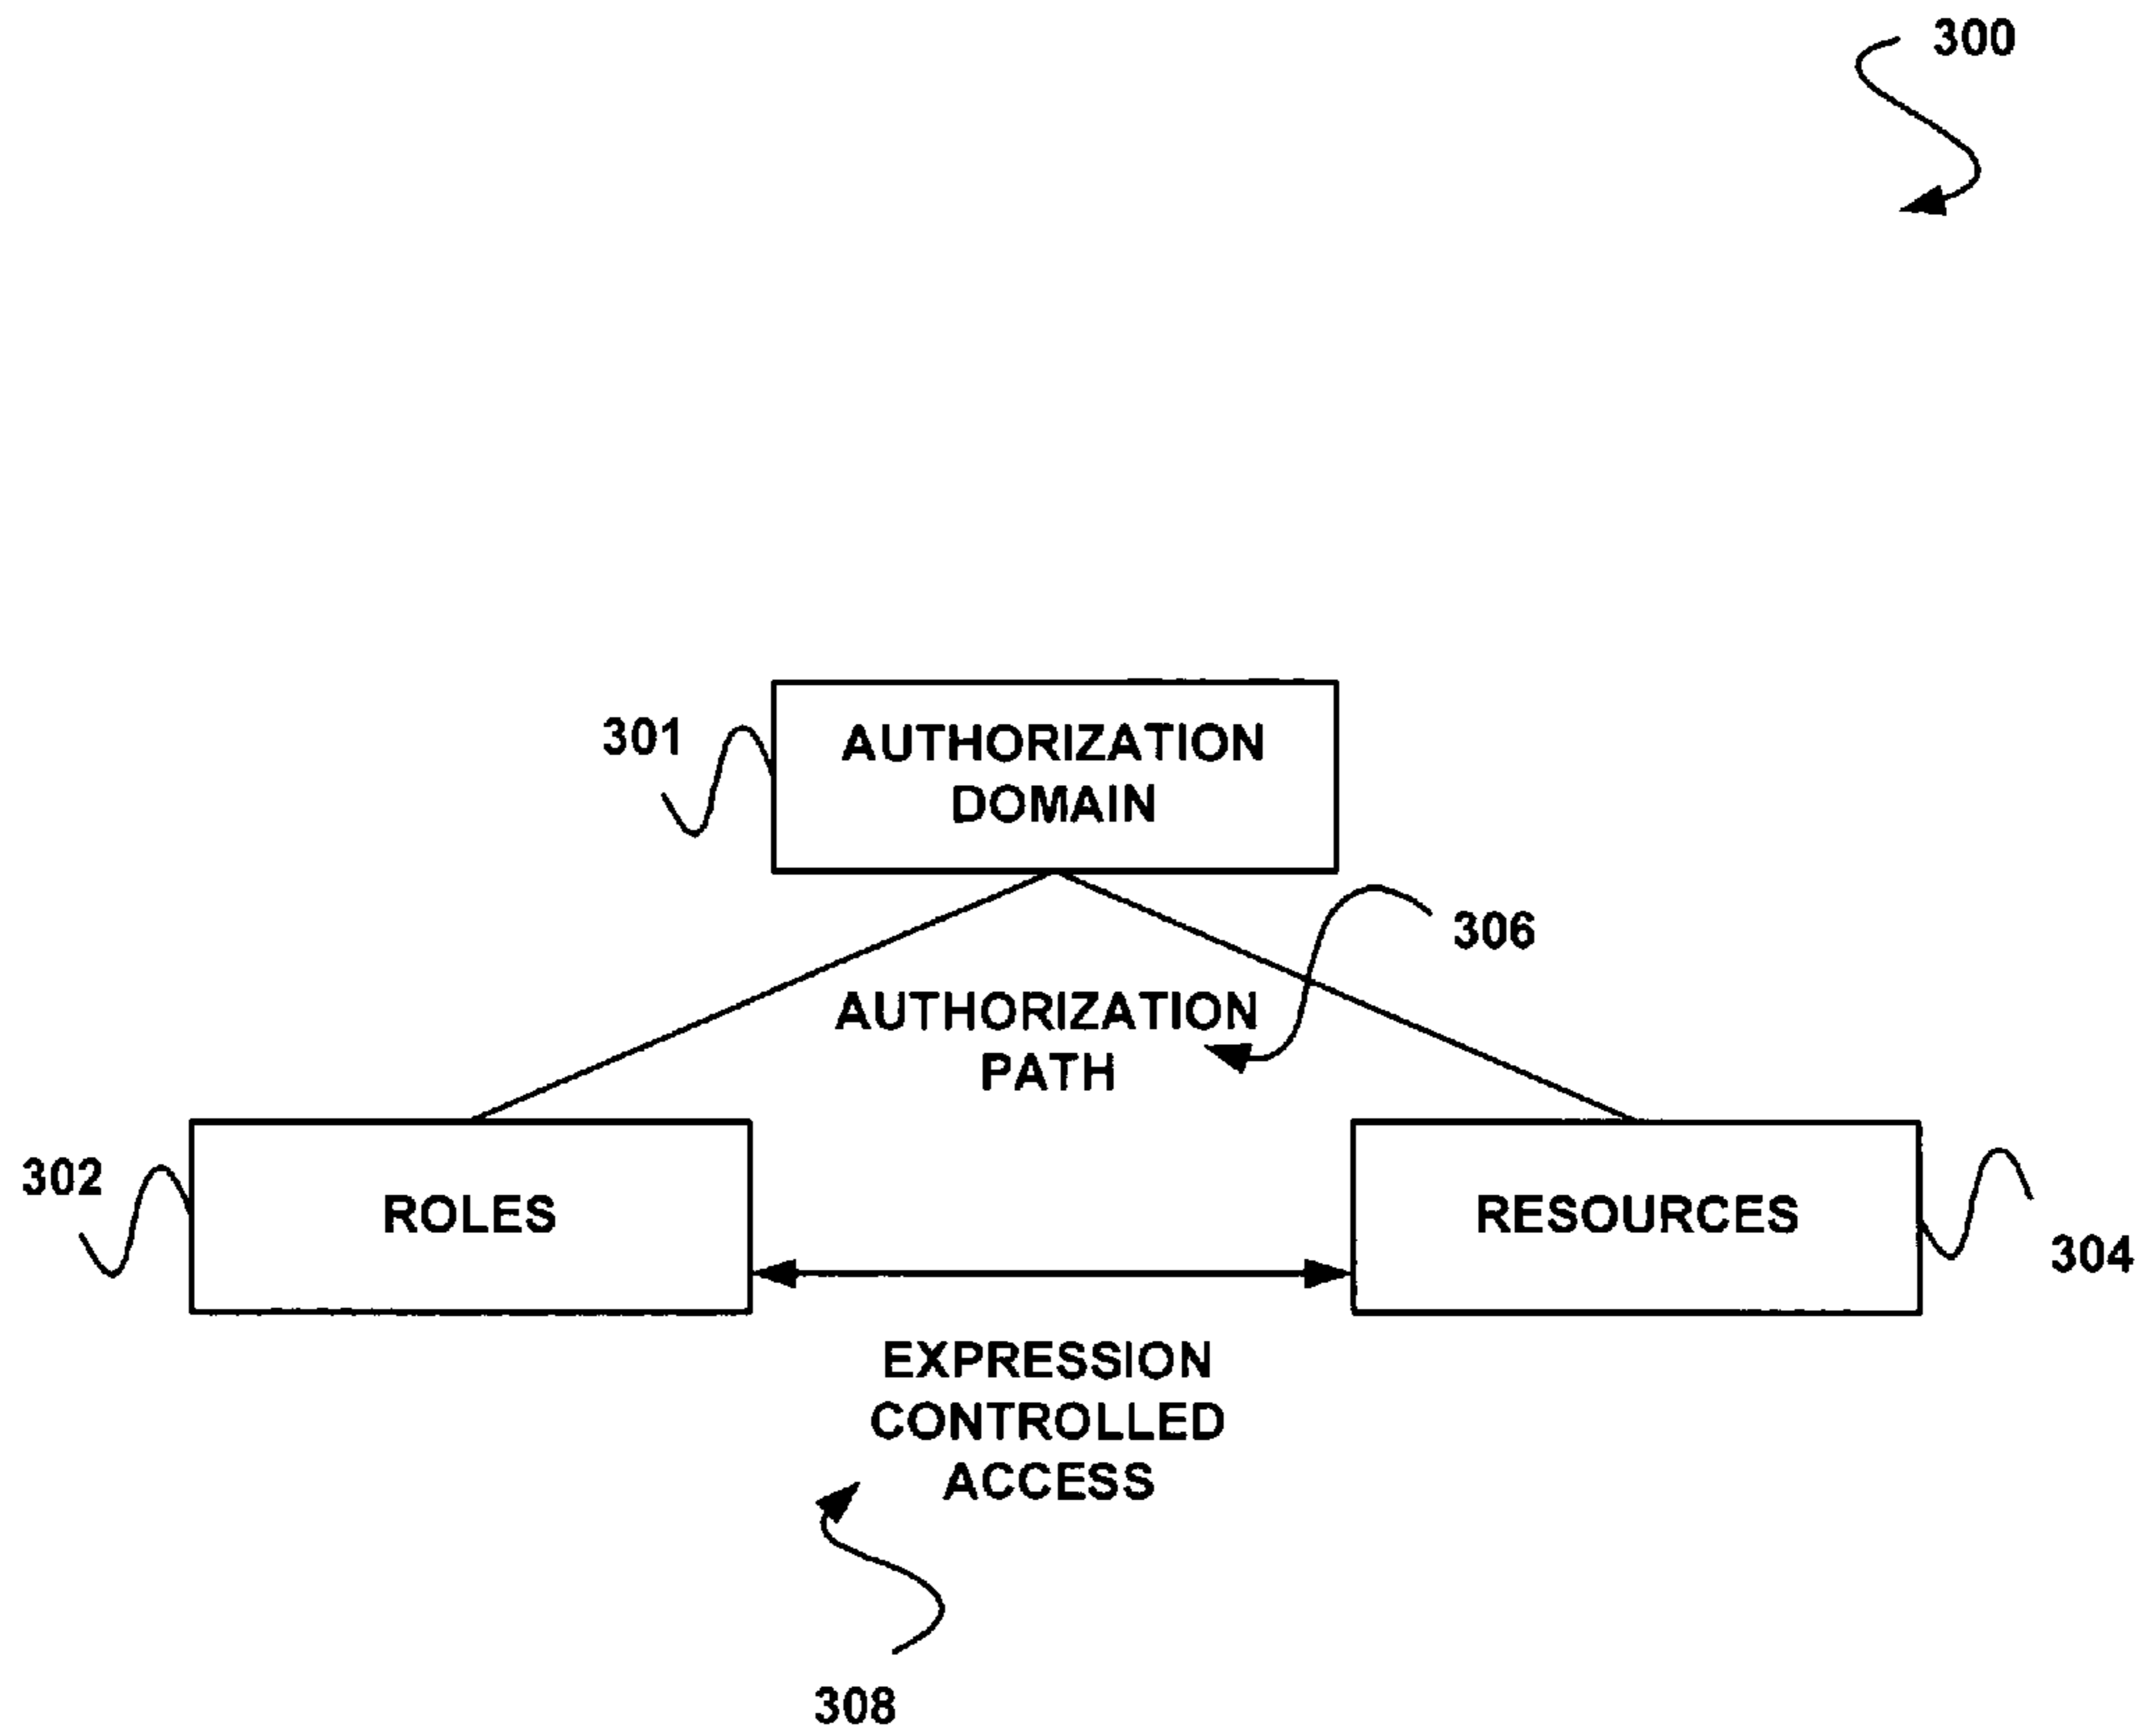 300
301
AUTHORIZATION
DOMAIN
306
AUTHORIZATION
PATH
302
ROLES
RESOURCES
304
EXPRESSION
CONTROLLED
ACCESS
308